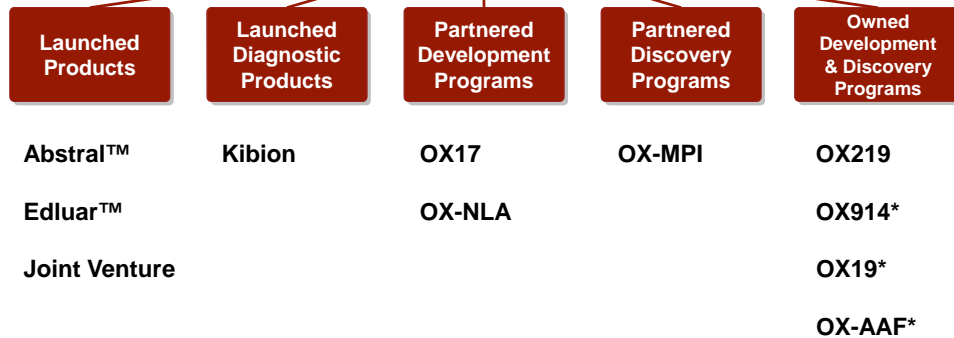 Launched
Products
Launched
Diagnostic
Products
Partnered
Development
Programs
Partnered
Discovery
Programs
Owned
Development
& Discovery
Programs
Abstral™
Kibion
OX17
OX-MPI
OX219
Edluar™
OX-NLA
OX914*
Joint Venture
OX19*
OX-AAF*